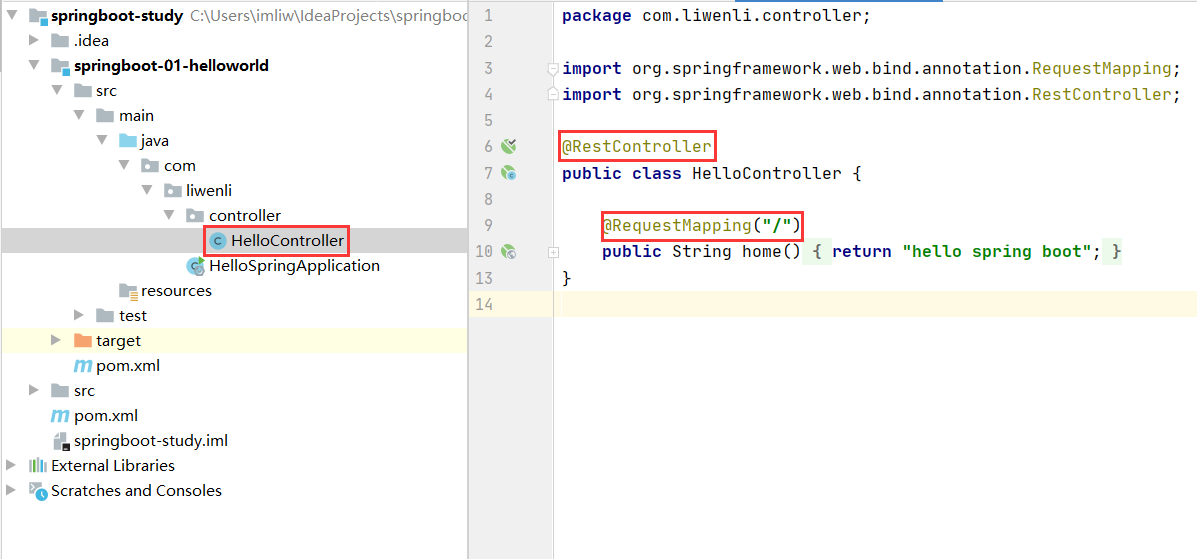 springboot-study C:\Users\imliw\IdeaProjects\springboo
.idea
springboot-01-helloworld
src
main
java
com
liwenli
controller
HelloController
HelloSpringApplication
resources
test
target
pom.xml
src
pom.xml
springboot-study.iml
External Libraries
Scratches and Consoles
1 package com.liwenli.controller;
2
3 import org.springframework.web.bind.annotation.RequestMapping;
4 import org.springframework.web.bind.annotation.RestController;
5
6 @RestController
7 public class HelloController {
8
9 @RequestMapping("/")
10 public String home() { return "hello spring boot"; }
13 }
14